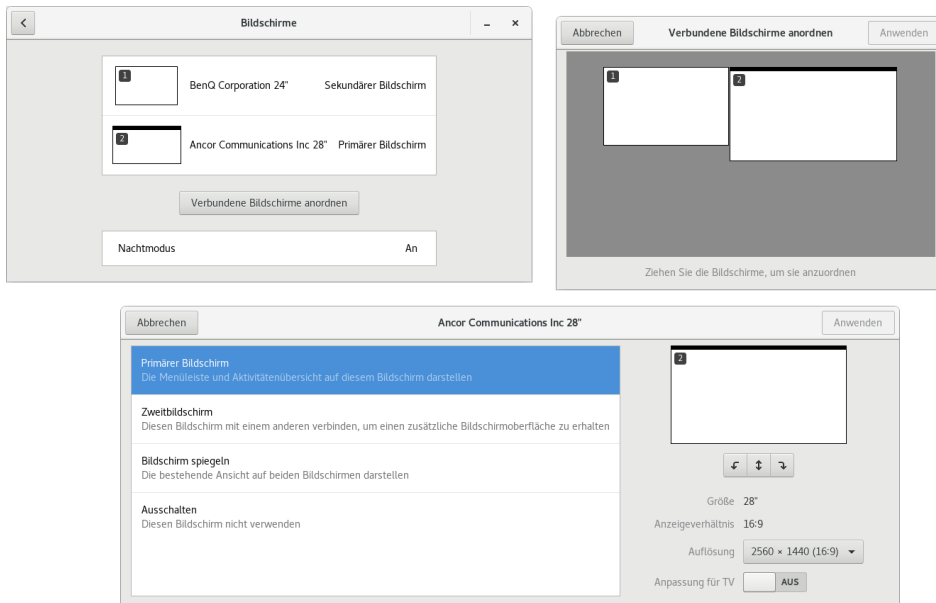 Bildschirme
1
BenQ Corporation 24" Sekundärer Bildschirm
2
Ancor Communications Inc 28" Primärer Bildschirm
Verbundene Bildschirme anordnen
Nachtmodus An
Abbrechen Verbundene Bildschirme anordnen Anwenden
1
2
Ziehen Sie die Bildschirme, um sie anzuordnen
Abbrechen Ancor Communications Inc 28" Anwenden
Primärer Bildschirm
Die Menüleiste und Aktivitätenübersicht auf diesem Bildschirm darstellen
Zweitbildschirm
Diesen Bildschirm mit einem anderen verbinden, um einen zusätzliche Bildschirmoberfläche zu erhalten
Bildschirm spiegeln
Die bestehende Ansicht auf beiden Bildschirmen darstellen
Ausschalten
Diesen Bildschirm nicht verwenden
2
Größe 28"
Anzeigeverhältnis 16:9
Auflösung 2560 × 1440 (16:9)
Anpassung für TV AUS